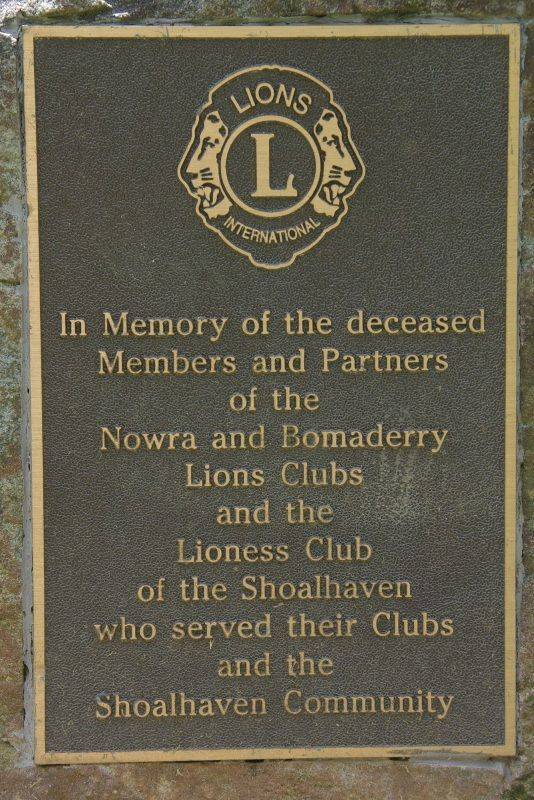 LIONS
L
INTERNATIONAL
In Memory of the deceased
Members and Partners
of the
Nowra and Bomaderry
Lions Clubs
and the
Lioness Club
of the Shoalhaven
who served their Clubs
and the
Shoalhaven Community